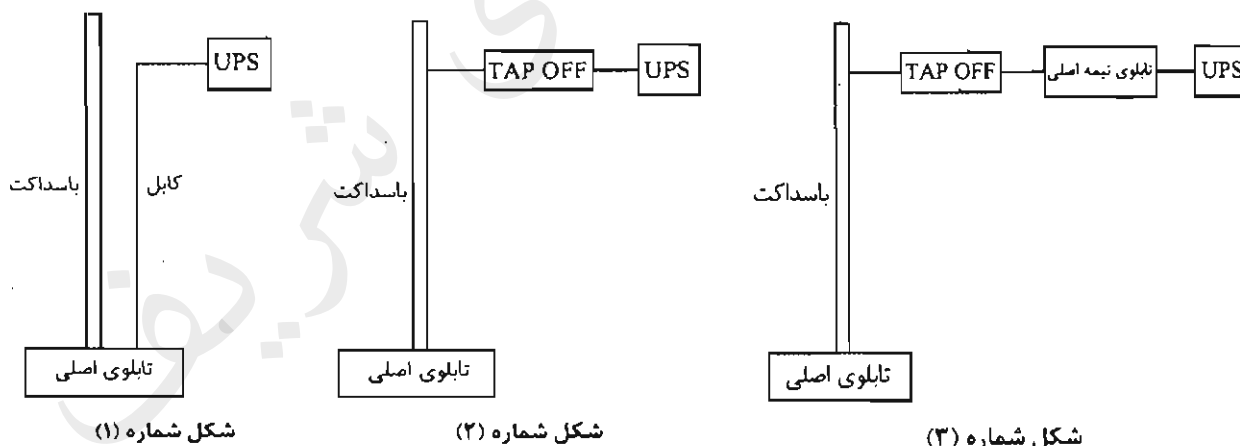 UPS
باسداکت
کابل
تابلوی اصلی
شکل شماره (۱)
TAP OFF
UPS
باسداکت
تابلوی اصلی
شکل شماره (۲)
TAP OFF
تابلوی نیمه اصلی
UPS
باسداکت
تابلوی اصلی
شکل شماره (۳)